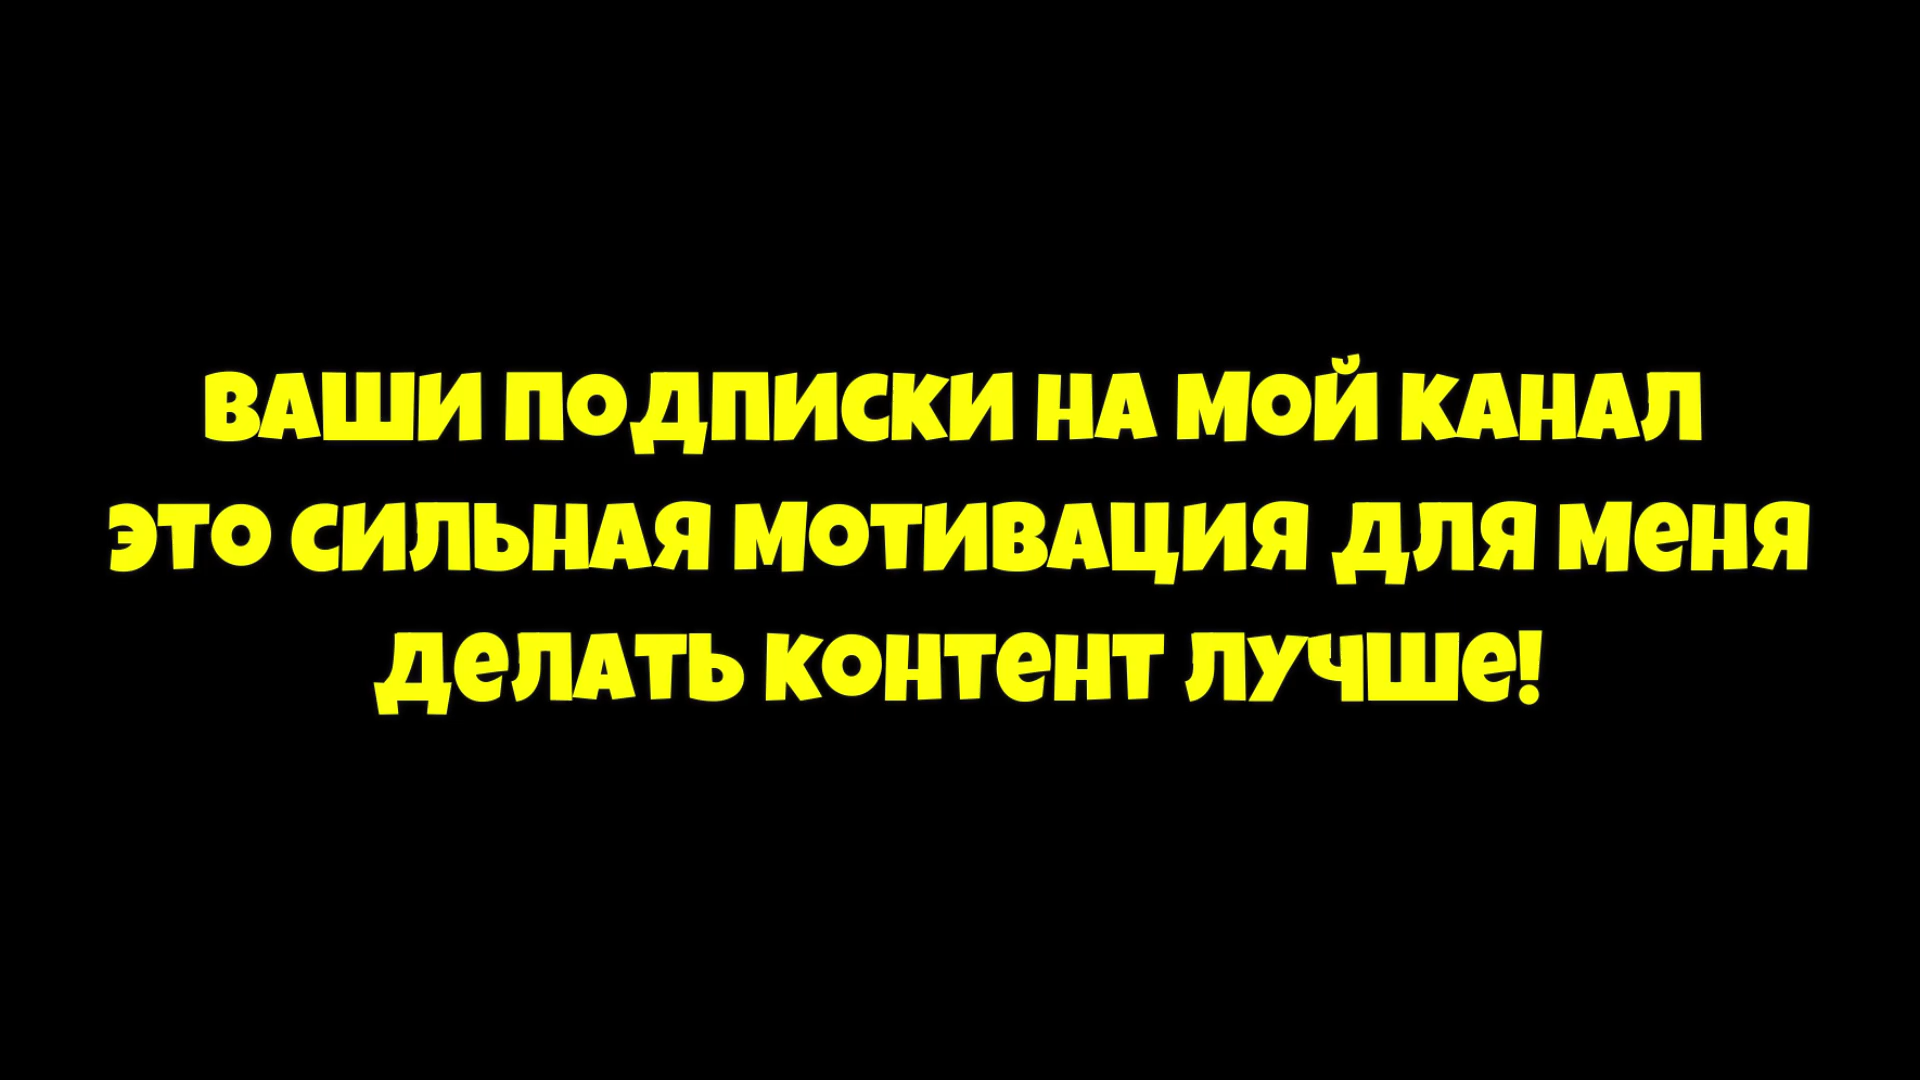 ВАШИ ПОДПИСКИ НА МОЙ КАНАЛ
ЭТО СИЛЬНАЯ МОТИВАЦИЯ ДЛЯ МЕНЯ
ДЕЛАТЬ КОНТЕНТ ЛУЧШЕ!